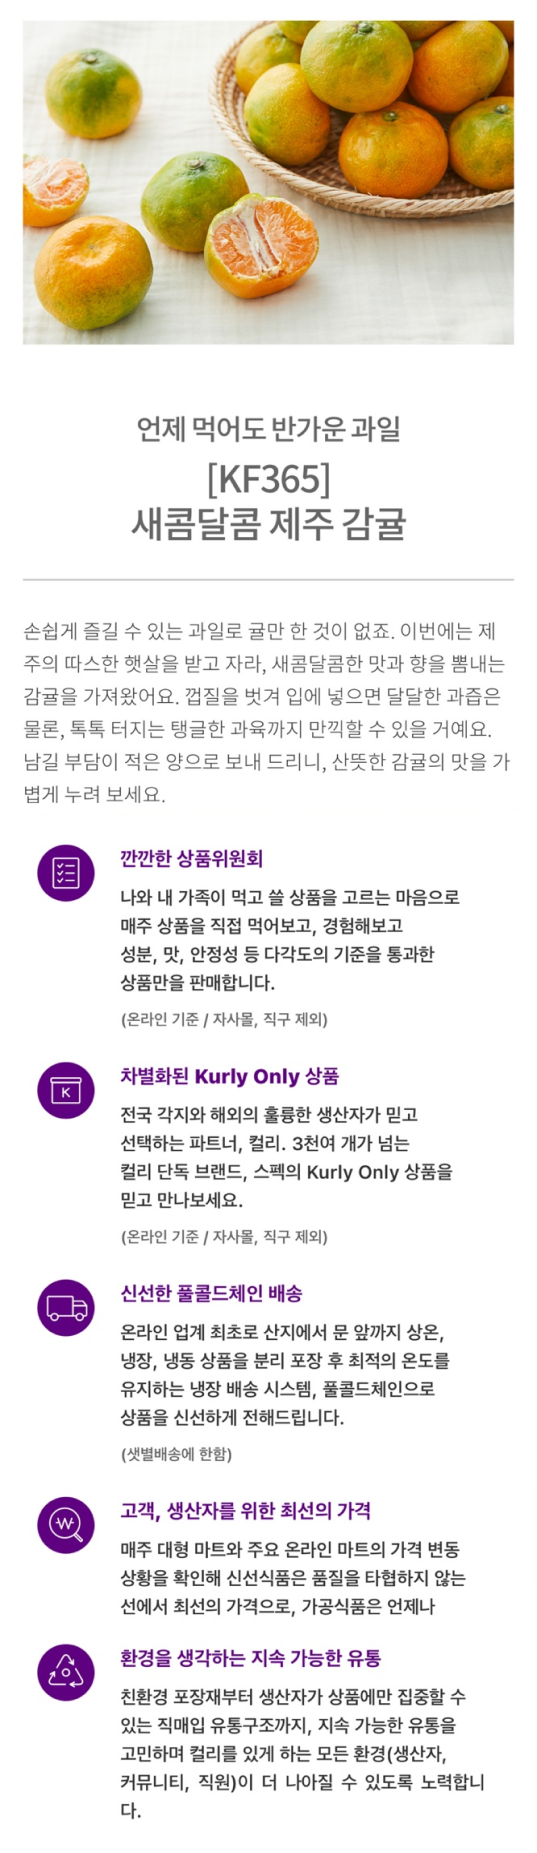 언제 먹어도 반가운 과일
[KF365]
새콤달콤 제주 감귤
손쉽게 즐길 수 있는 과일로 귤만 한 것이 없죠. 이번에는 제
주의 따스한 햇살을 받고 자라, 새콤달콤한 맛과 향을 뽐내는
감귤을 가져왔어요. 껍질을 벗겨 입에 넣으면 달달한 과즙은
물론, 톡톡 터지는 탱글한 과육까지 만끽할 수 있을 거예요.
남길 부담이 적은 양으로 보내 드리니, 산뜻한 감귤의 맛을 가
볍게 누려 보세요.
깐깐한 상품위원회
나와 내 가족이 먹고 쓸 상품을 고르는 마음으로
매주 상품을 직접 먹어보고, 경험해보고
성분, 맛, 안정성 등 다각도의 기준을 통과한
상품만을 판매합니다.
(온라인 기준 / 자사몰, 직구 제외)
K
차별화된 Kurly Only 상품
전국 각지와 해외의 훌륭한 생산자가 믿고
선택하는 파트너, 컬리. 3천여 개가 넘는
컬리 단독 브랜드, 스펙의 Kurly Only 상품을
믿고 만나보세요.
(온라인 기준 / 자사몰, 직구 제외)
신선한 풀콜드체인 배송
온라인 업계 최초로 산지에서 문 앞까지 상온,
냉장, 냉동 상품을 분리 포장 후 최적의 온도를
유지하는 냉장 배송 시스템, 풀콜드체인으로
상품을 신선하게 전해드립니다.
(샛별배송에 한함)
₩
고객, 생산자를 위한 최선의 가격
매주 대형 마트와 주요 온라인 마트의 가격 변동
상황을 확인해 신선식품은 품질을 타협하지 않는
선에서 최선의 가격으로, 가공식품은 언제나
환경을 생각하는 지속 가능한 유통
친환경 포장재부터 생산자가 상품에만 집중할 수
있는 직매입 유통구조까지, 지속 가능한 유통을
고민하며 컬리를 있게 하는 모든 환경(생산자,
커뮤니티, 직원)이 더 나아질 수 있도록 노력합니
다.